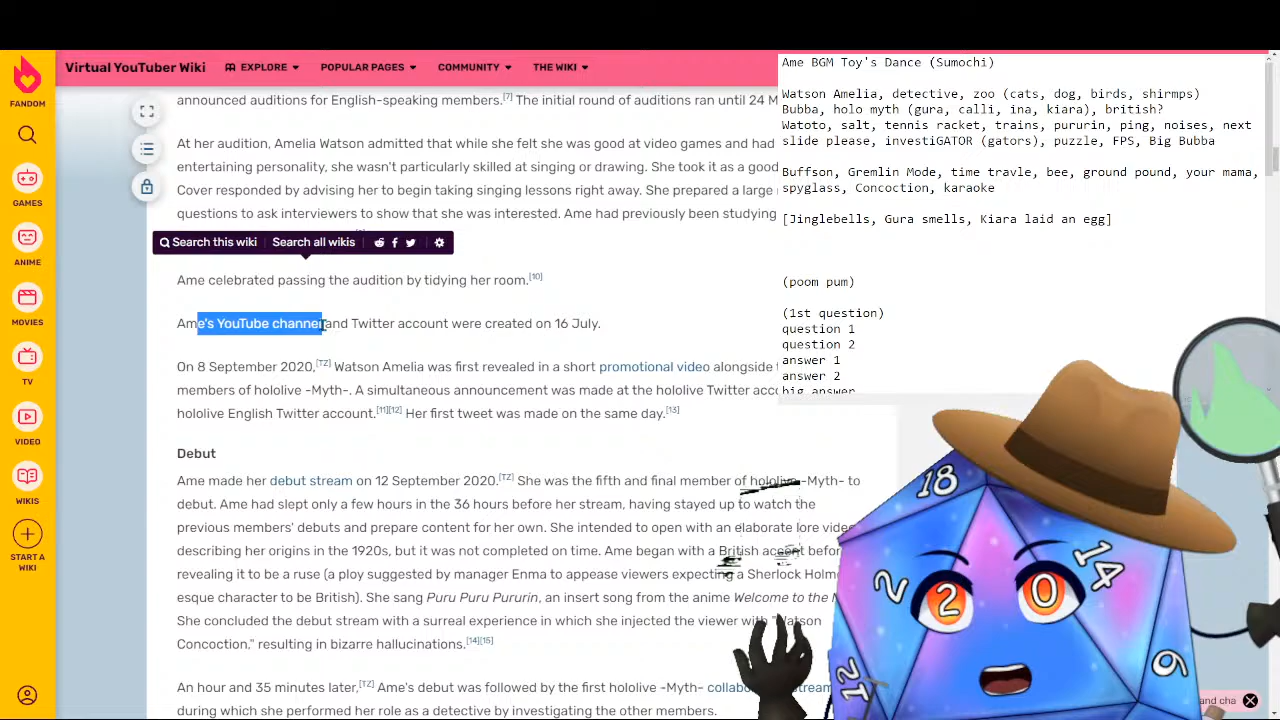 Virtual YouTuber Wiki
EXPLORE
POPULAR PAGES
COMMUNITY
THE WIKI
FANDOM
GAMES
ANIME
MOVIES
TV
VIDEO
WIKIS
START A
WIKI
announced auditions for English-speaking members.[7] The initial round of auditions ran until 24 M
At her audition, Amelia Watson admitted that while she felt she was good at video games and had
entertaining personality, she wasn't particularly skilled at singing or drawing. She took it as a good
Cover responded by advising her to begin taking singing lessons right away. She prepared a large
questions to ask interviewers to show that she was interested. Ame had previously been studying
Search this wiki
Search all wikis
Ame celebrated passing the audition by tidying her room.[10]
Ame's YouTube channel and Twitter account were created on 16 July.
On 8 September 2020,[TZ] Watson Amelia was first revealed in a short promotional video alongside
members of hololive -Myth-. A simultaneous announcement was made at the hololive Twitter acco
hololive English Twitter account.[11][12] Her first tweet was made on the same day.[13]
Debut
Ame made her debut stream on 12 September 2020.[TZ] She was the fifth and final member of hololive -Myth- to
debut. Ame had slept only a few hours in the 36 hours before her stream, having stayed up to watch the
previous members' debuts and prepare content for her own. She intended to open with an elaborate lore video
describing her origins in the 1920s, but it was not completed on time. Ame began with a British accent befor
revealing it to be a ruse (a ploy suggested by manager Enma to appease viewers expecting a Sherlock Holm
esque character to be British). She sang Puru Puru Pururin, an insert song from the anime Welcome to the
She concluded the debut stream with a surreal experience in which she injected the viewer with "Watson
Concoction," resulting in bizarre hallucinations.[14][15]
An hour and 35 minutes later,[TZ] Ame's debut was followed by the first hololive -Myth- collab stream
during which she performed her role as a detective by investigating the other members.
Ame BGM Toy's Dance (Sumochi)
Watson Amelia, detective, zoo (cats, dog, birds, shirmps)
Bubba, holo myth (gura, calli, ina, kiara), british?
Watoto, salt, tennis racket, trains, pururin, ping, noises, next
slide please, investiGATOR (gators), puzzle, FPS, Big Bubba
Buffson, Gremlin Mode, time travle, bee, ground pound, your mama,
spyglass, Concoction, karaoke
[Jinglebells, Gura smells, Kiara laid an egg]
(poom pum)
(1st question)
question 1
question 2
answer 1
answer 2
big answer
18
2
2
0
14
12
9
and cha